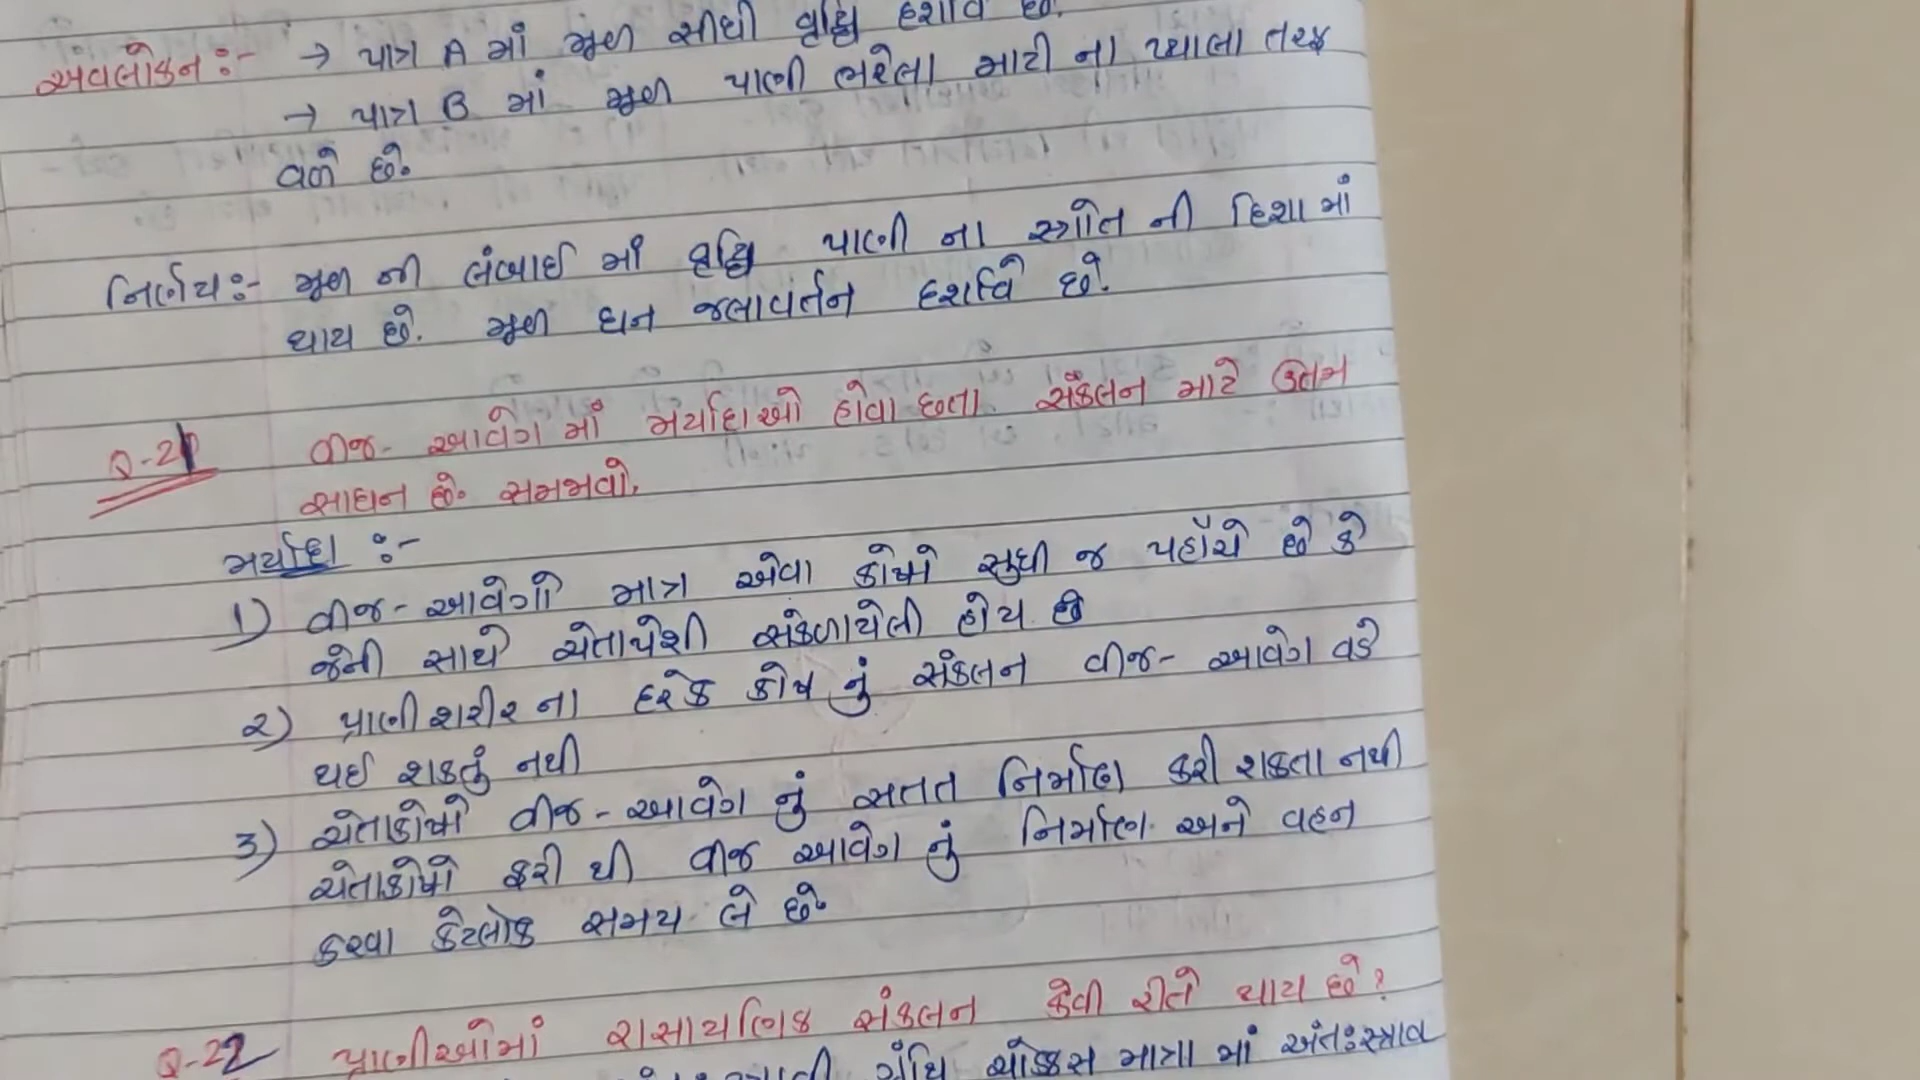 અવલોકન :- → પાત્ર A માં મૂળ સીધી વૃદ્ધિ દર્શાવે છે.
→ પાત્ર B માં મૂળ પાણી ભરેલા માટી ના પ્યાલા તરફ
વળે છે.
નિર્ણય :- મૂળ ની લંબાઈ માં વૃદ્ધિ પાણી ના સ્ત્રોત ની દિશા માં
થાય છે. મૂળ ધન જલાવર્તન દર્શાવે છે.
Q-21 વીજ-આવેગ માં મર્યાદાઓ હોવા છતા સંકલન માટે ઉતમ
સાધન છે. સમજાવો.
મર્યાદા :-
1) વીજ-આવેગો માત્ર એવા કોષો સુધી જ પહોંચે છે કે
જેની સાથે ચેતાપેશી સંકળાયેલી હોય છે
2) પ્રાણી શરીર ના દરેક કોષ નું સંકલન વીજ-આવેગ વડે
થઈ શકતું નથી
3) ચેતાકોષો વીજ-આવેગ નું સતત નિર્માણ કરી શકતા નથી
ચેતાકોષો ફરી થી વીજ આવેગ નું નિર્માણ અને વહન
કરવા કેટલોક સમય લે છે.
Q-22 પ્રાણીઓમાં રાસાયણિક સંકલન કેવી રીતે થાય છે?
ગ્રંથિ ચોક્કસ માત્રા માં અંતઃસ્ત્રાવ